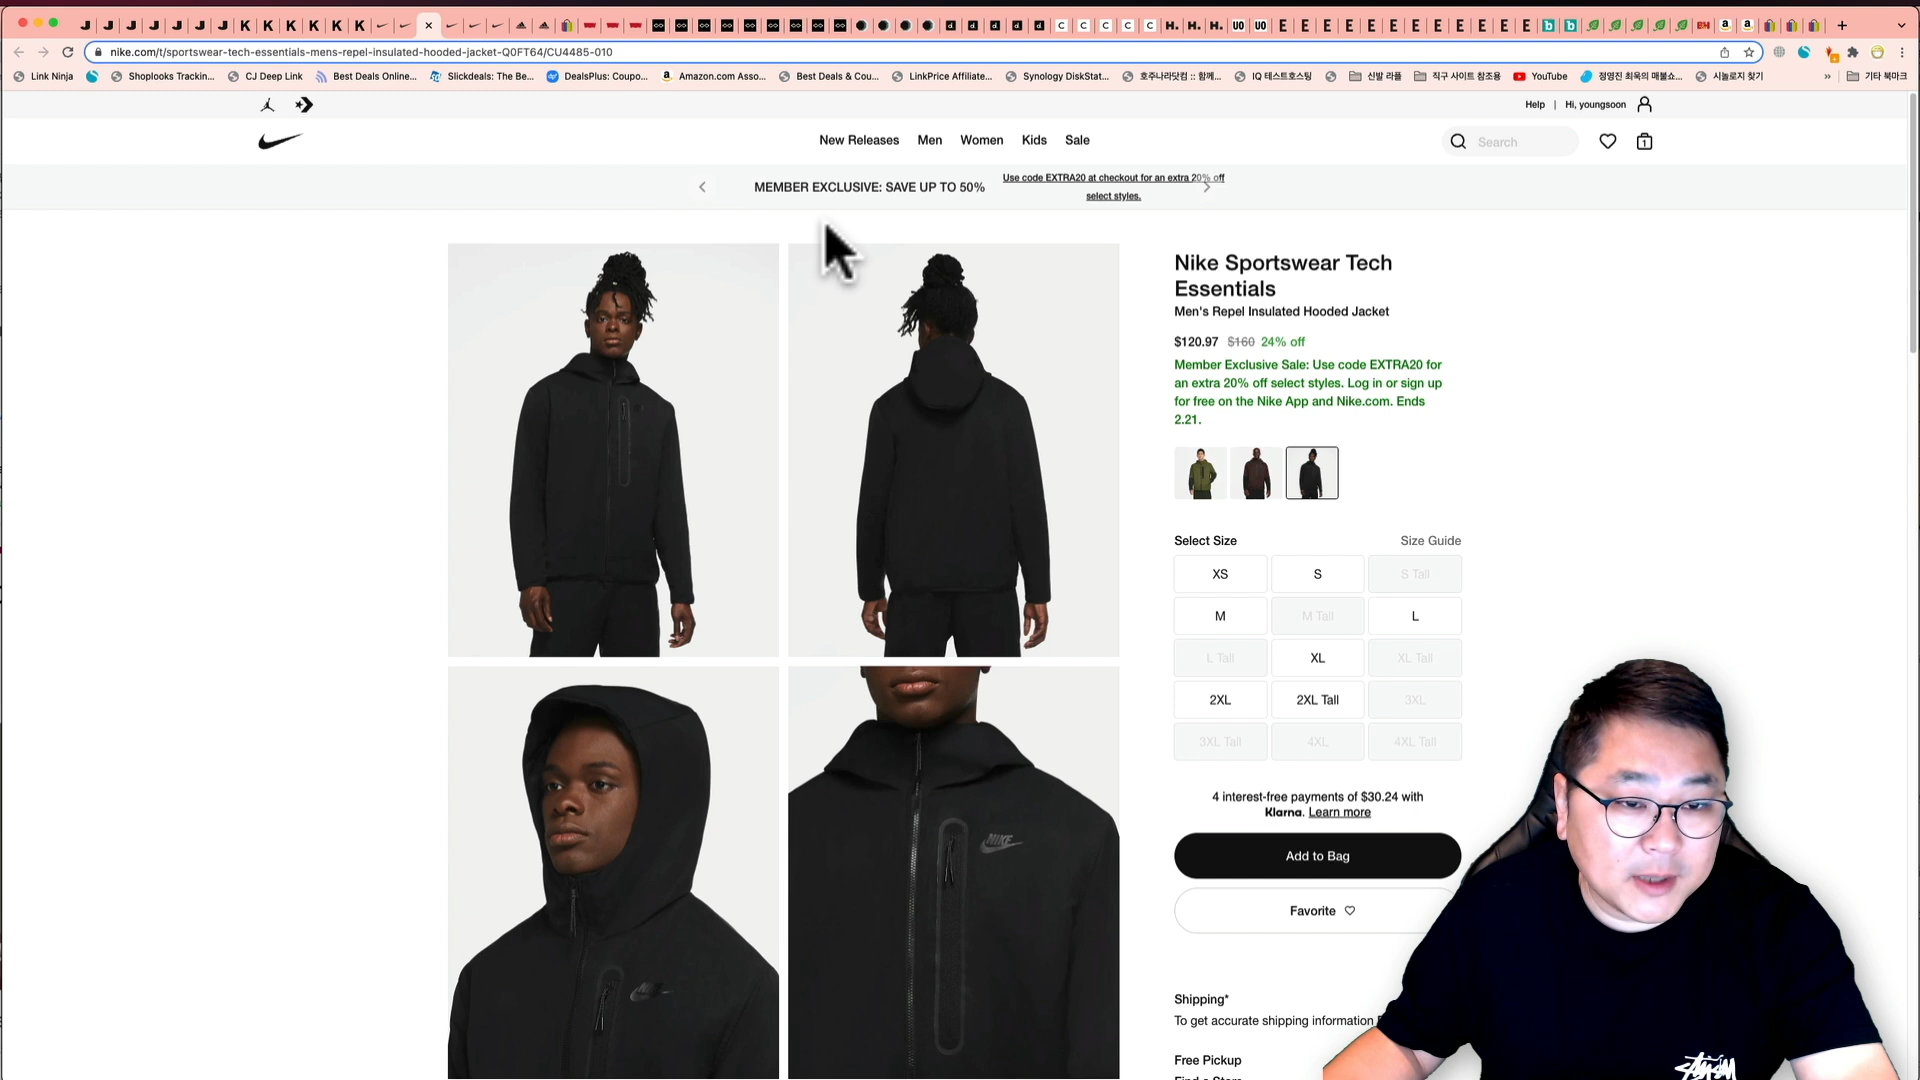 nike.com/t/sportswear-tech-essentials-mens-repel-insulated-hooded-jacket-Q0FT64/CU4485-010
Link Ninja
Shoplooks Trackin...
CJ Deep Link
Best Deals Online...
Slickdeals: The Be...
DealsPlus: Coupo...
Amazon.com Asso...
Best Deals & Cou...
LinkPrice Affiliate...
Synology DiskStat...
호주나라닷컴 :: 함께...
IQ 테스트호스팅
신발 라플
직구 사이트 참조용
YouTube
정영진 최욱의 매불쇼...
시놀로지 찾기
»
기타 북마크
Help | Hi, youngsoon
New Releases Men Women Kids Sale
Search
1
MEMBER EXCLUSIVE: SAVE UP TO 50%
Use code EXTRA20 at checkout for an extra 20% off
select styles.
Nike Sportswear Tech
Essentials
Men's Repel Insulated Hooded Jacket
$120.97 $160 24% off
Member Exclusive Sale: Use code EXTRA20 for
an extra 20% off select styles. Log in or sign up
for free on the Nike App and Nike.com. Ends
2.21.
Select Size Size Guide
XS S S Tall
M M Tall L
L Tall XL XL Tall
2XL 2XL Tall 3XL
3XL Tall 4XL 4XL Tall
4 interest-free payments of $30.24 with
Klarna. Learn more
Add to Bag
Favorite
Shipping*
To get accurate shipping information
Free Pickup
NIKE